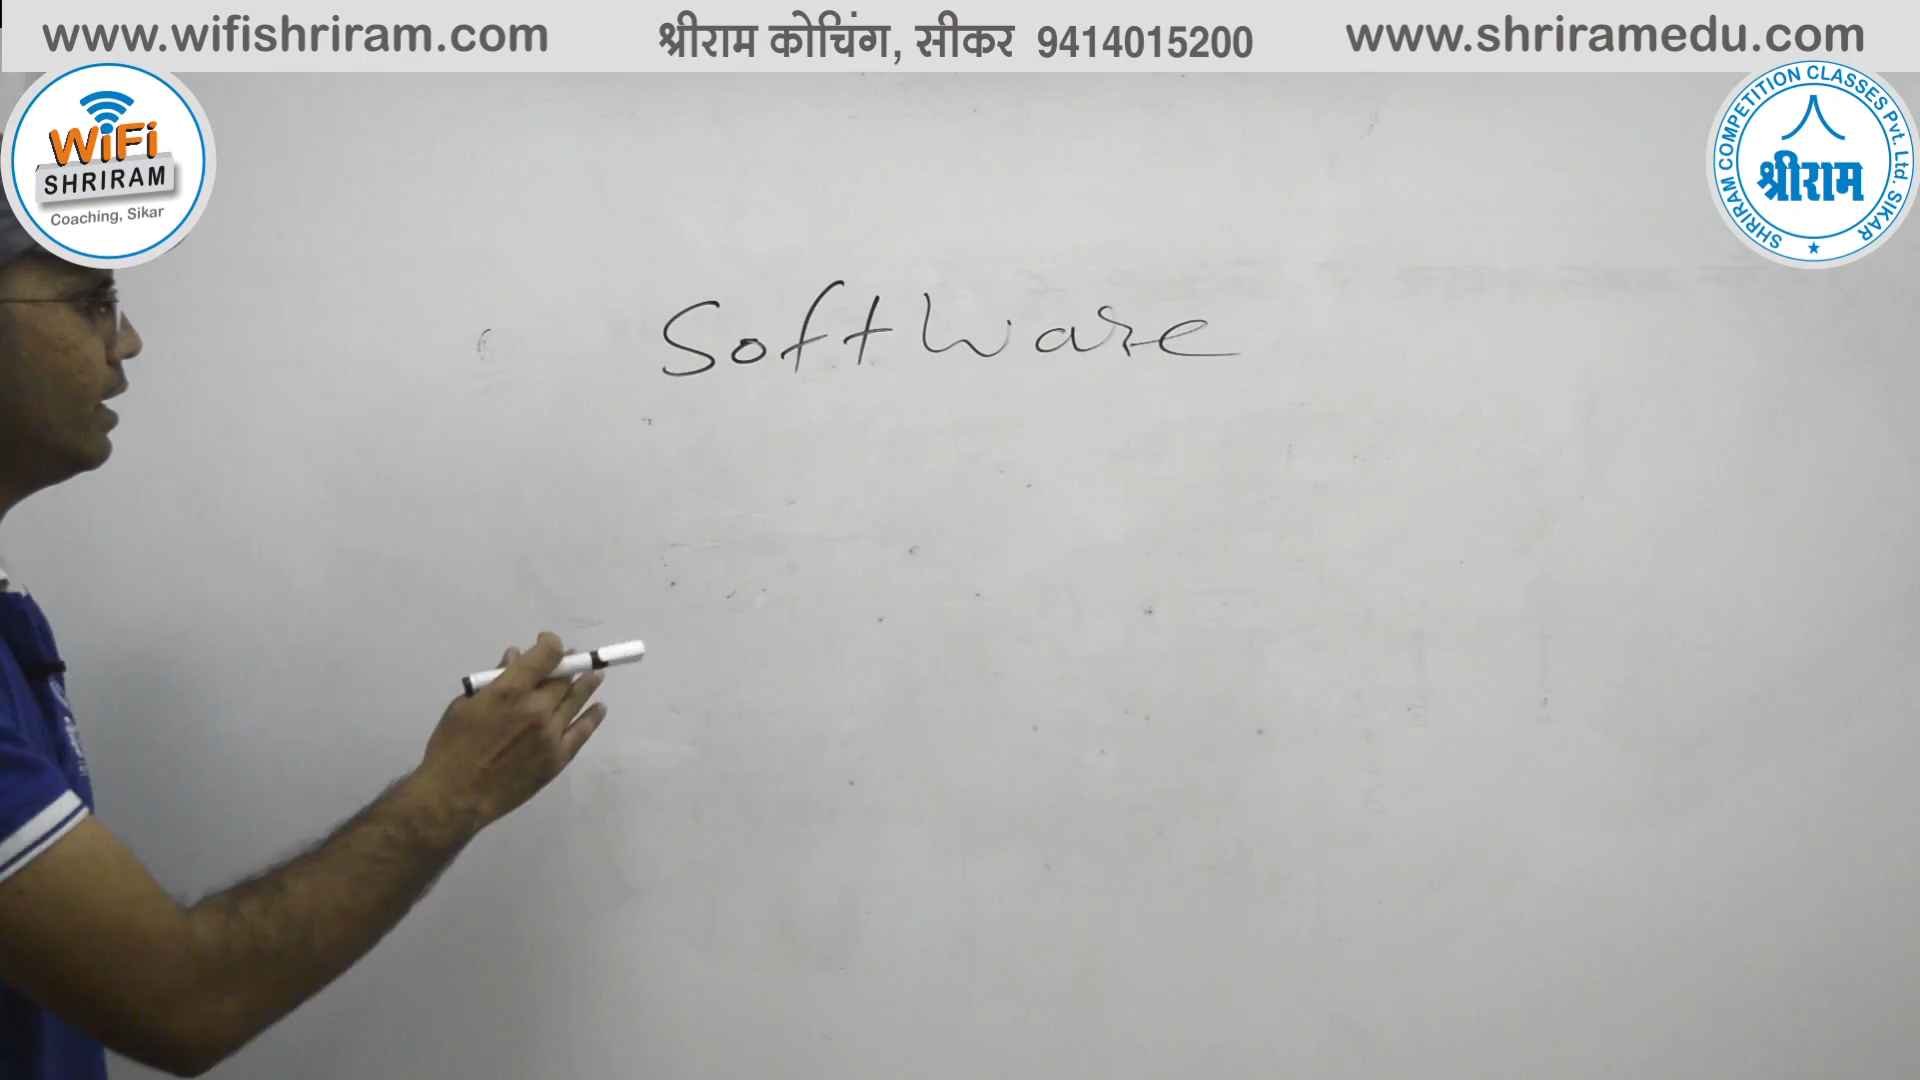 www.wifishriram.com श्रीराम कोचिंग, सीकर 9414015200 www.shriramedu.com
WiFi
SHRIRAM
Coaching, Sikar
SHRIRAM COMPETITION CLASSES Pvt. Ltd. SIKAR
श्रीराम
Software